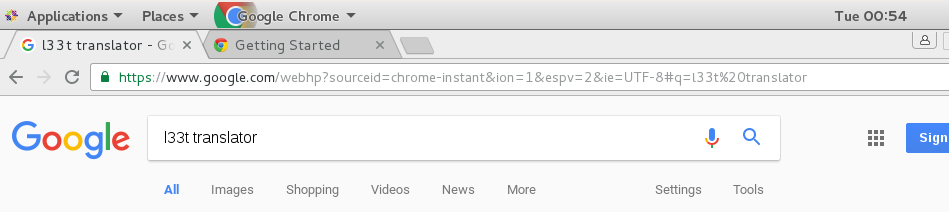 Applications Places Google Chrome Tue 00:54
l33t translator - Go Getting Started
https://www.google.com/webhp?sourceid=chrome-instant&ion=1&espv=2&ie=UTF-8#q=l33t%20translator
Google l33t translator Sign
All Images Shopping Videos News More Settings Tools